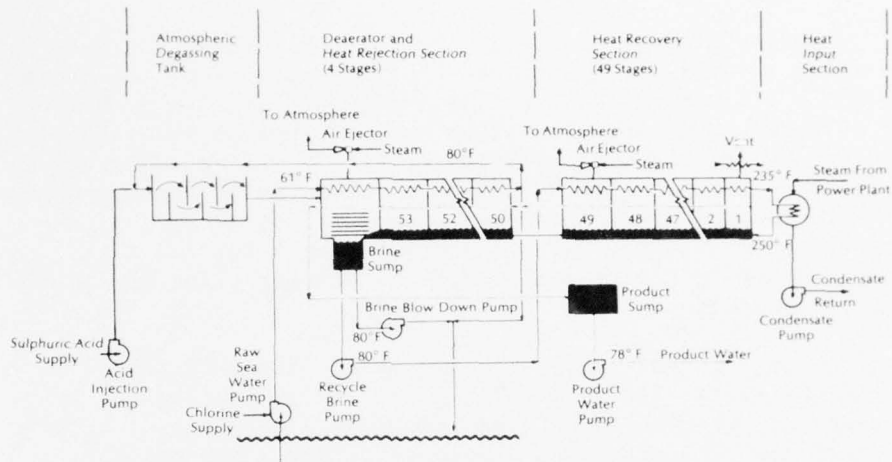 Atmospheric
Degassing
Tank
Deaerator and
Heat Rejection Section
(4 Stages)
Heat Recovery
Section
(49 Stages)
Heat
Input
Section
To Atmosphere
Air Ejector
Steam
80° F
61° F
To Atmosphere
Air Ejector
Steam
Vent
235° F
Steam From
Power Plant
53
52
50
49
48
47
2
1
250° F
Brine
Sump
Product
Sump
Condensate
Return
Condensate
Pump
Brine Blow Down Pump
80° F
Sulphuric Acid
Supply
Acid
Injection
Pump
Raw
Sea
Water
Pump
Chlorine
Supply
80° F
Recycle
Brine
Pump
78° F Product Water
Product
Water
Pump